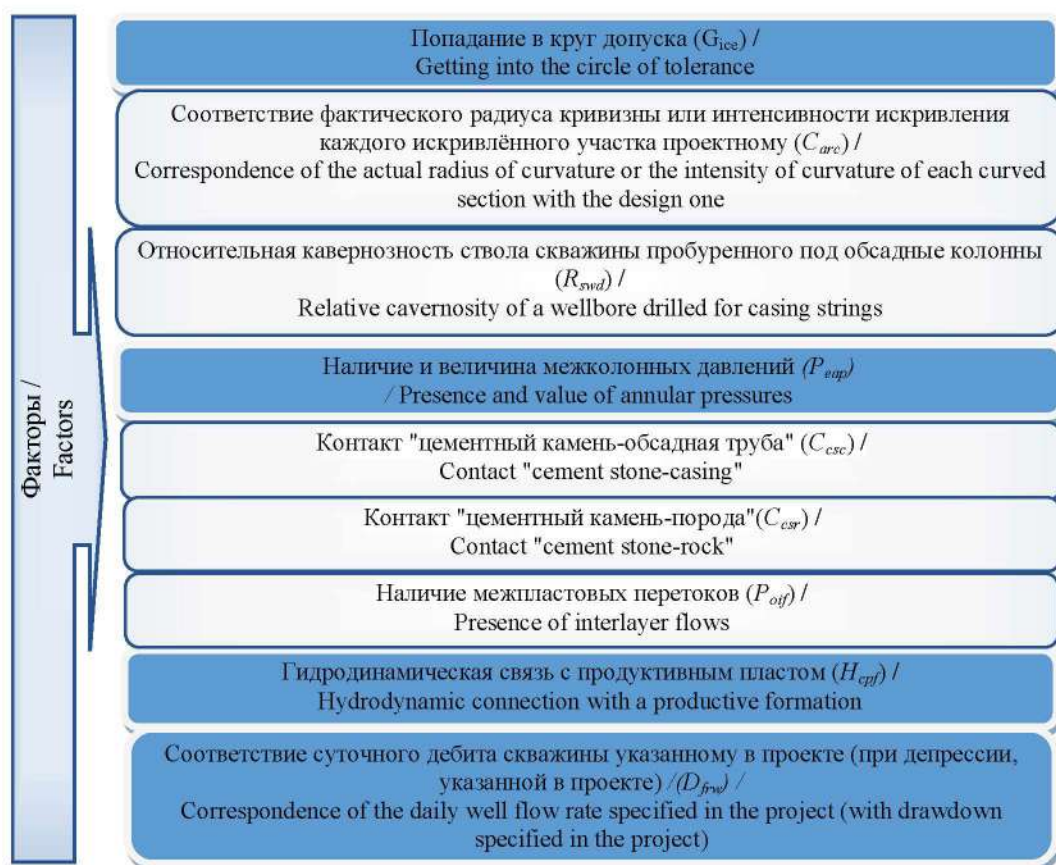 Факторы /
Factors
Попадание в круг допуска (Gice) /
Getting into the circle of tolerance
Соответствие фактического радиуса кривизны или интенсивности искривления
каждого искривлённого участка проектному (Carc) /
Correspondence of the actual radius of curvature or the intensity of curvature of each curved
section with the design one
Относительная кавернозность ствола скважины пробуренного под обсадные колонны
(Rswd) /
Relative cavernosity of a wellbore drilled for casing strings
Наличие и величина межколонных давлений (Peap)
/ Presence and value of annular pressures
Контакт "цементный камень-обсадная труба" (Ccsc) /
Contact "cement stone-casing"
Контакт "цементный камень-порода"(Ccsr) /
Contact "cement stone-rock"
Наличие межпластовых перетоков (Poif) /
Presence of interlayer flows
Гидродинамическая связь с продуктивным пластом (Hcpf) /
Hydrodynamic connection with a productive formation
Соответствие суточного дебита скважины указанному в проекте (при депрессии,
указанной в проекте) /(Dfrw) /
Correspondence of the daily well flow rate specified in the project (with drawdown
specified in the project)